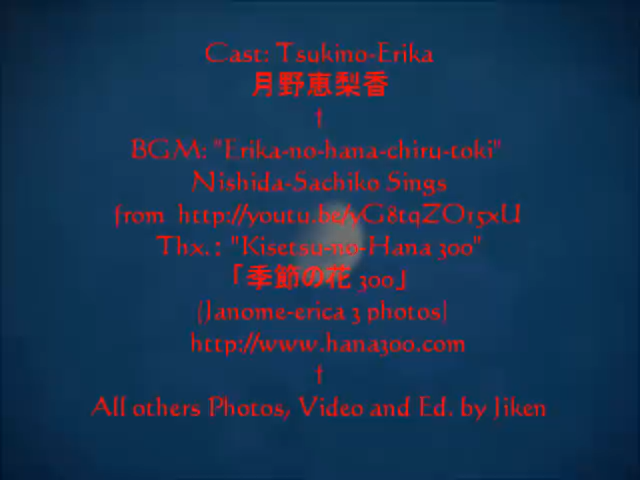 Cast: Tsukino-Erika
月野恵梨香
†
BGM: "Erika-no-hana-chiru-toki"
Nishida-Sachiko Sings
from http://youtu.be/yG8tqZO15xU
Thx.: "Kisetsu-no-Hana 300"
「季節の花 300」
(Janome-erica 3 photos)
http://www.hana300.com
†
All others Photos, Video and Ed. by Jiken